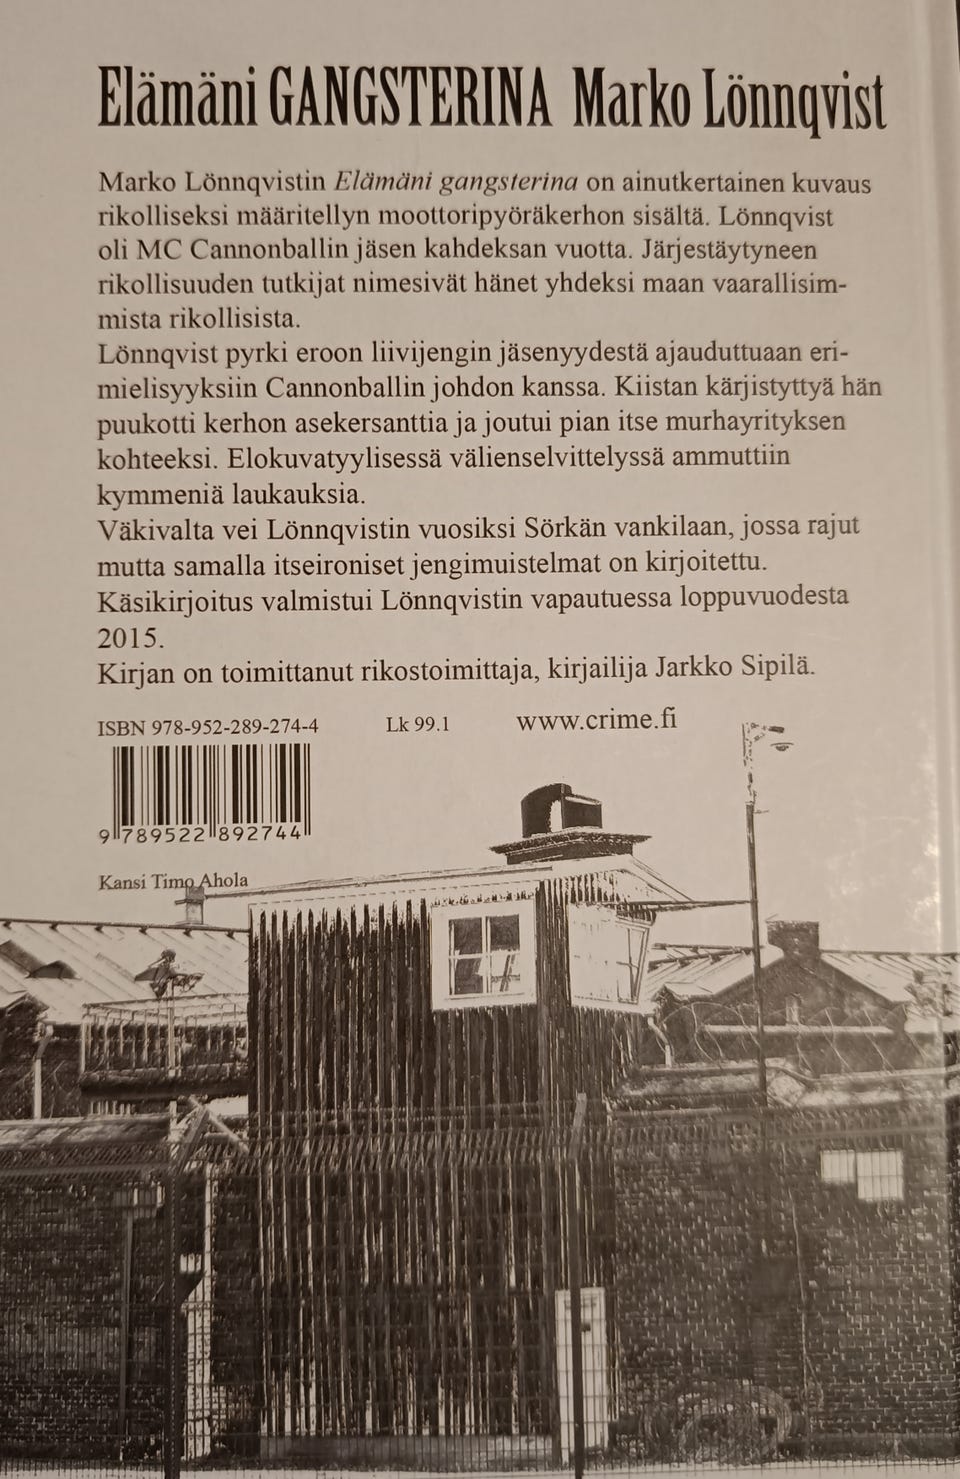 Elämäni GANGSTERINA Marko Lönnqvist
Marko Lönnqvistin Elämäni gangsterina on ainutkertainen kuvaus
rikolliseksi määritellyn moottoripyöräkerhon sisältä. Lönnqvist
oli MC Cannonballin jäsen kahdeksan vuotta. Järjestäytyneen
rikollisuuden tutkijat nimesivät hänet yhdeksi maan vaarallisim-
mista rikollisista.
Lönnqvist pyrki eroon liivijengin jäsenyydestä ajauduttuaan eri-
mielisyyksiin Cannonballin johdon kanssa. Kiistan kärjistyttyä hän
puukotti kerhon asekersanttia ja joutui pian itse murhayrityksen
kohteeksi. Elokuvatyylisessä välienselvittelyssä ammuttiin
kymmeniä laukauksia.
Väkivalta vei Lönnqvistin vuosiksi Sörkän vankilaan, jossa rajut
mutta samalla itseironiset jengimuistelmat on kirjoitettu.
Käsikirjoitus valmistui Lönnqvistin vapautuessa loppuvuodesta
2015.
Kirjan on toimittanut rikostoimittaja, kirjailija Jarkko Sipilä.
ISBN 978-952-289-274-4 Lk 99.1 www.crime.fi
9 789522 892744
Kansi Timo Ahola